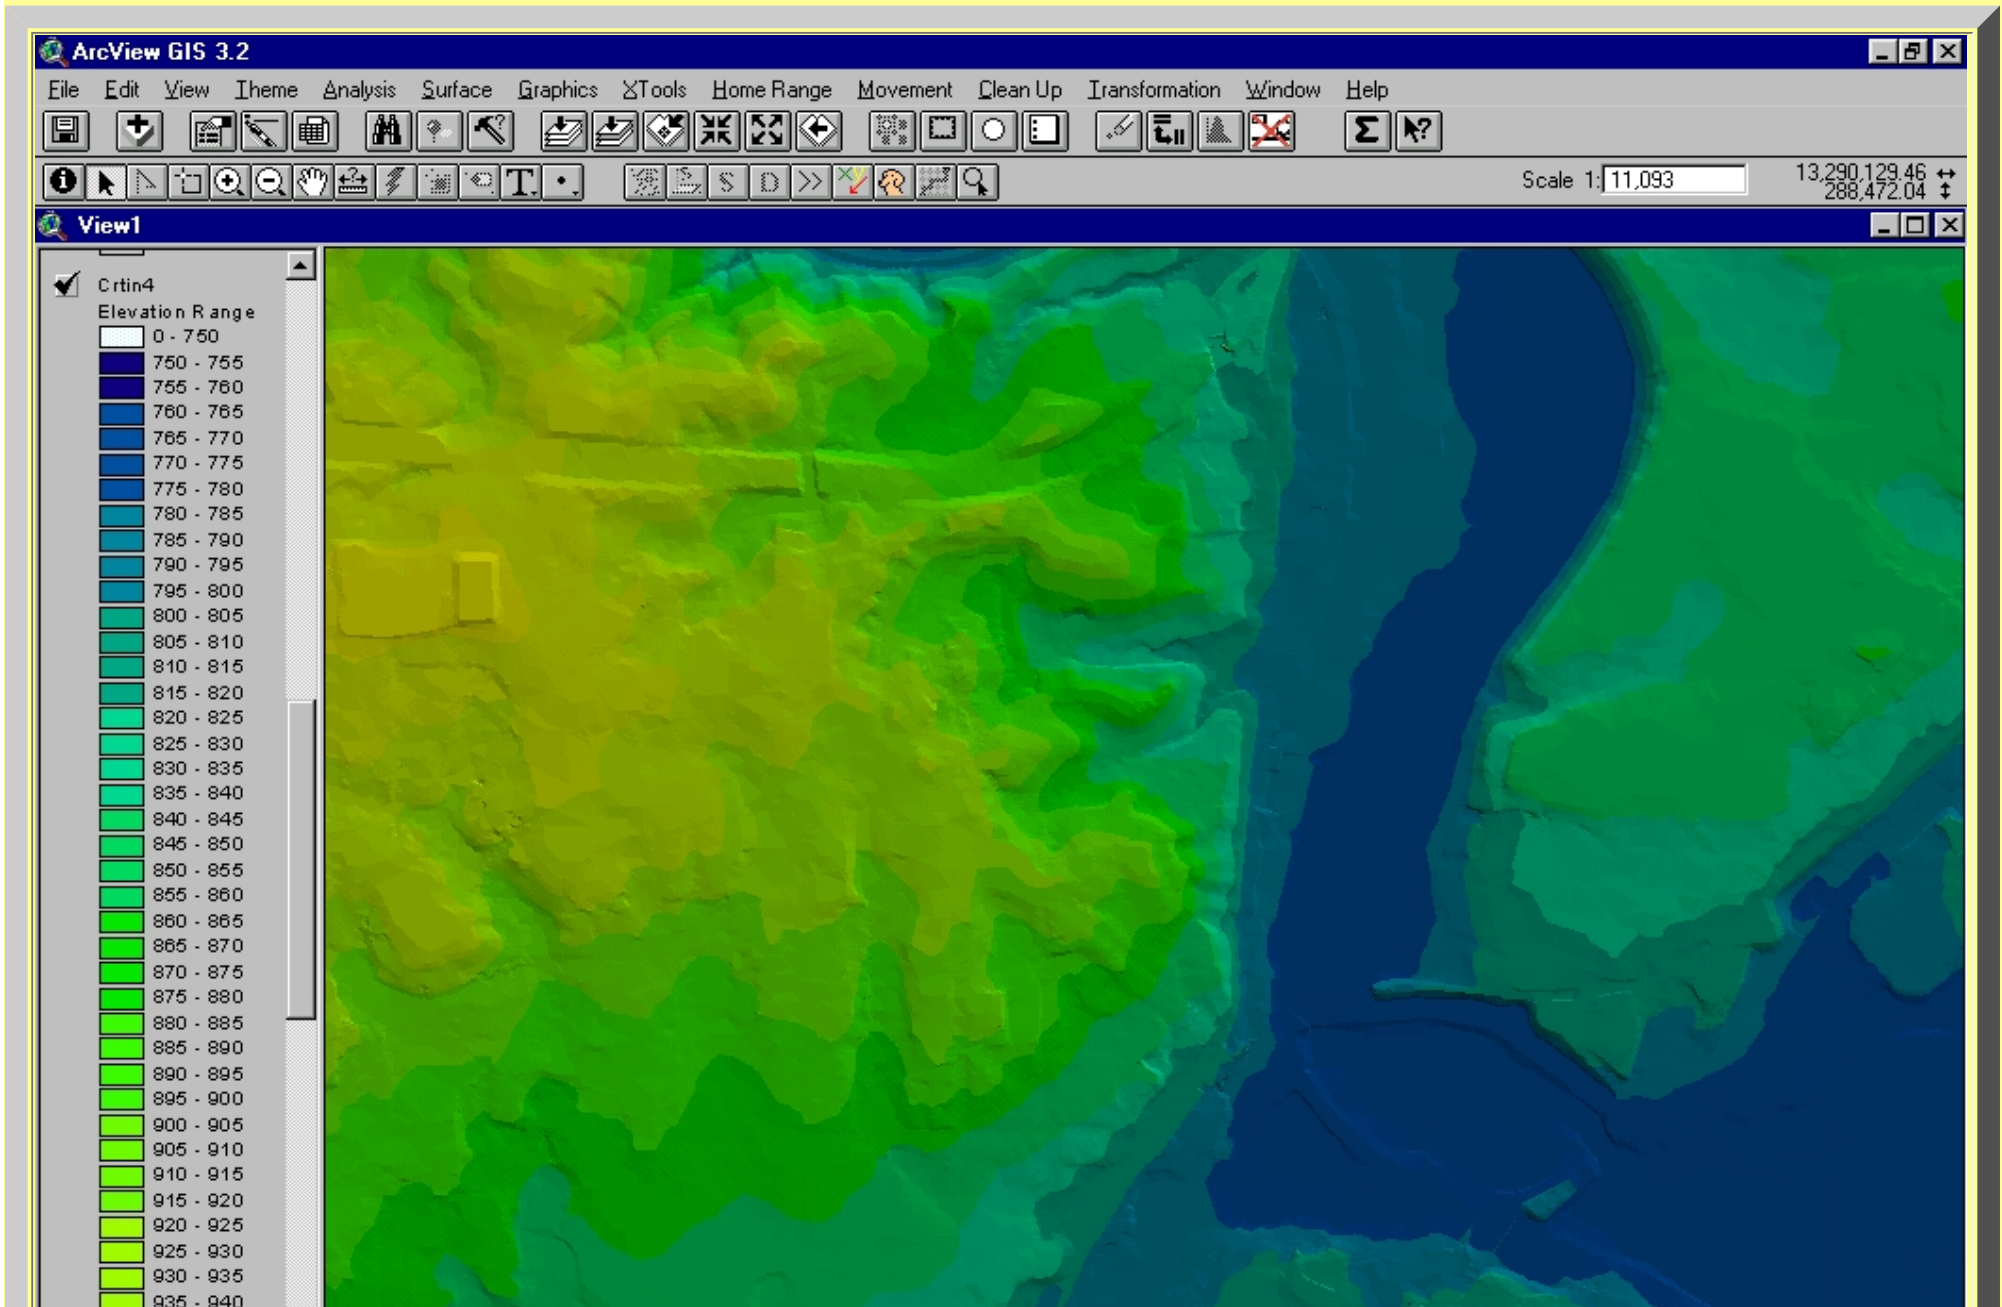 ArcView GIS 3.2
File Edit View Theme Analysis Surface Graphics XTools Home Range Movement Clean Up Transformation Window Help
Scale 1: 11,093
13,290,129.46
288,472.04
View1
Crtin4
Elevation Range
0 - 750
750 - 755
755 - 760
760 - 765
765 - 770
770 - 775
775 - 780
780 - 785
785 - 790
790 - 795
795 - 800
800 - 805
805 - 810
810 - 815
815 - 820
820 - 825
825 - 830
830 - 835
835 - 840
840 - 845
845 - 850
850 - 855
855 - 860
860 - 865
865 - 870
870 - 875
875 - 880
880 - 885
885 - 890
890 - 895
895 - 900
900 - 905
905 - 910
910 - 915
915 - 920
920 - 925
925 - 930
930 - 935
935 - 940